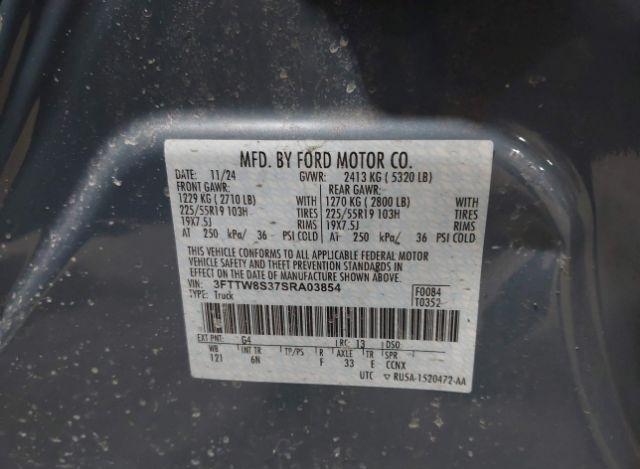 MFD. BY FORD MOTOR CO.
DATE: 11/24 GVWR: 2413 KG ( 5320 LB)
FRONT GAWR: REAR GAWR:
1229 KG ( 2710 LB) WITH 1270 KG ( 2800 LB) WITH
225/55R19 103H TIRES 225/55R19 103H TIRES
19X7.5J RIMS 19X7.5J RIMS
AT 250 kPa/ 36 PSI COLD AT 250 kPa/ 36 PSI COLD
THIS VEHICLE CONFORMS TO ALL APPLICABLE FEDERAL MOTOR
VEHICLE SAFETY AND THEFT PREVENTION STANDARDS IN EFFECT
ON THE DATE OF MANUFACTURE SHOWN ABOVE.
VIN: 3FTTW8S37SRA03854 F0084
TYPE: Truck T0352
EXT PNT: G4 RC: 13 DSO:
WB INT TR TP/PS R AXLE TR SPR
121 6N F 33 E CCNX
UTC ▽ RUSA-1520472-AA